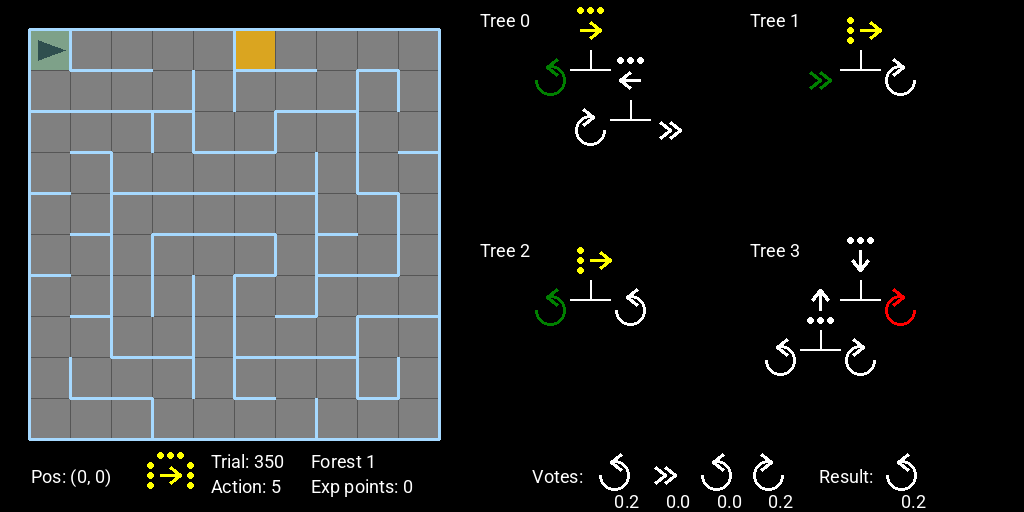 Tree 0
Tree 1
Tree 2
Tree 3
Pos: (0, 0)
Trial: 350
Forest 1
Action: 5
Exp points: 0
Votes:
0.2
0.0
0.0
0.2
Result:
0.2